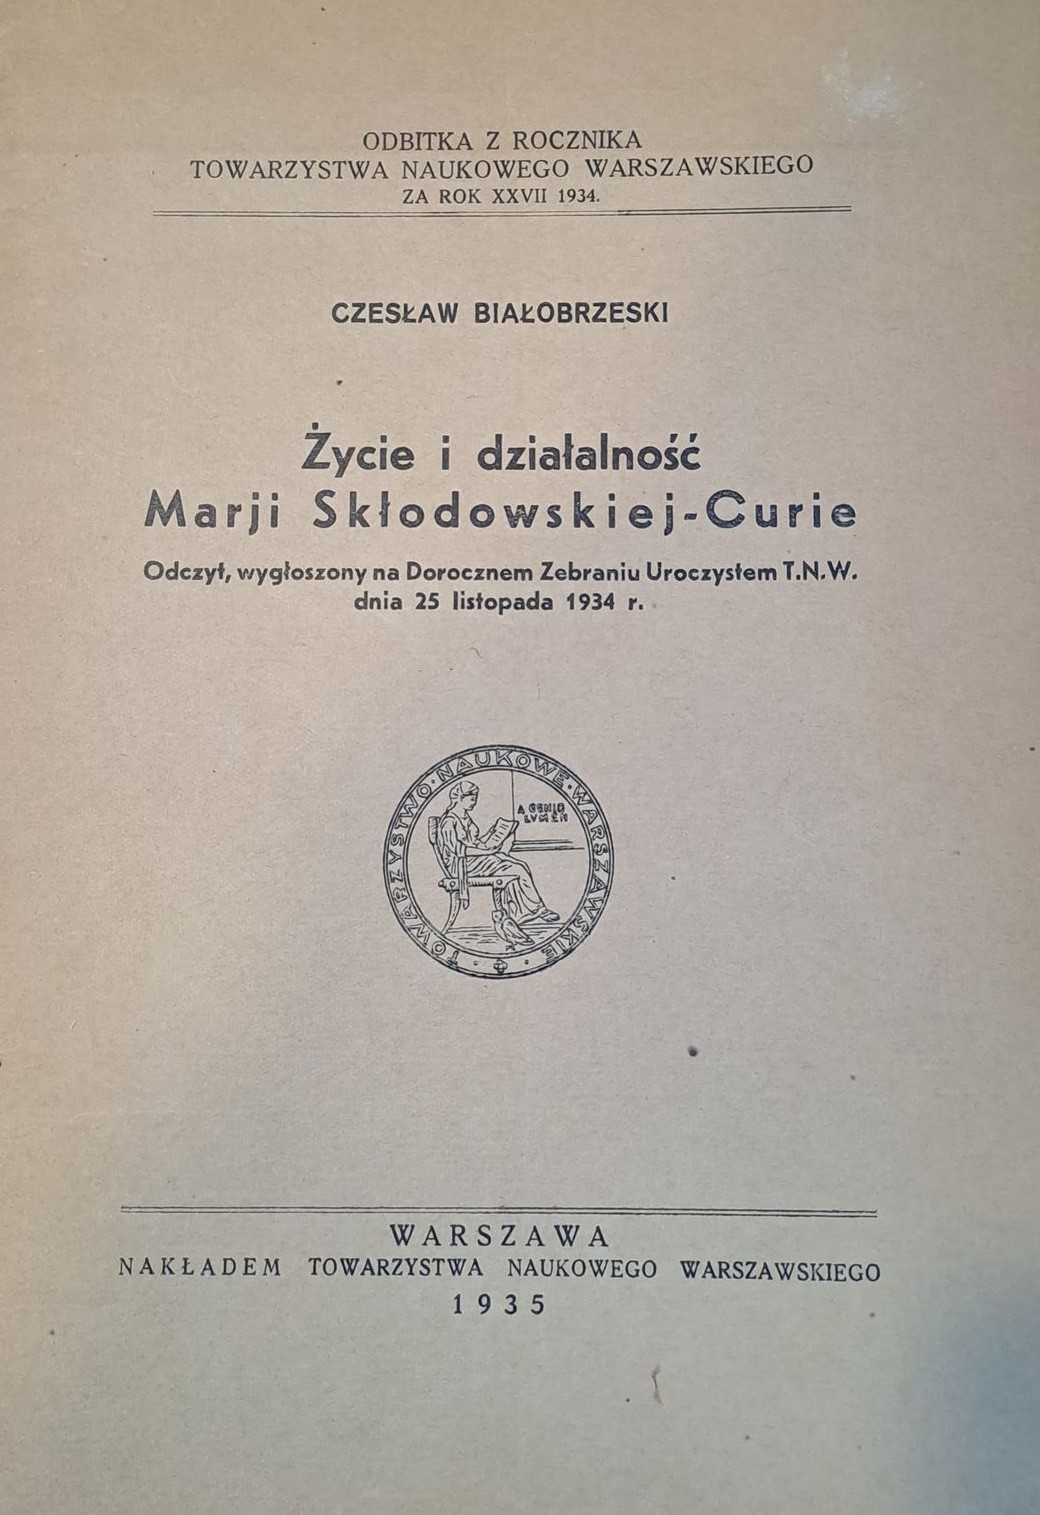 ODBITKA Z ROCZNIKA
TOWARZYSTWA NAUKOWEGO WARSZAWSKIEGO
ZA ROK XXVII 1934.
CZESŁAW BIAŁOBRZESKI
Życie i działalność
Marji Skłodowskiej-Curie
Odczyt, wygłoszony na Dorocznem Zebraniu Uroczystem T.N.W.
dnia 25 listopada 1934 r.
TOWARZYSTWO · NAUKOWE · WARSZAWSKIE
A GENIO
LVMEN
WARSZAWA
NAKŁADEM TOWARZYSTWA NAUKOWEGO WARSZAWSKIEGO
1935